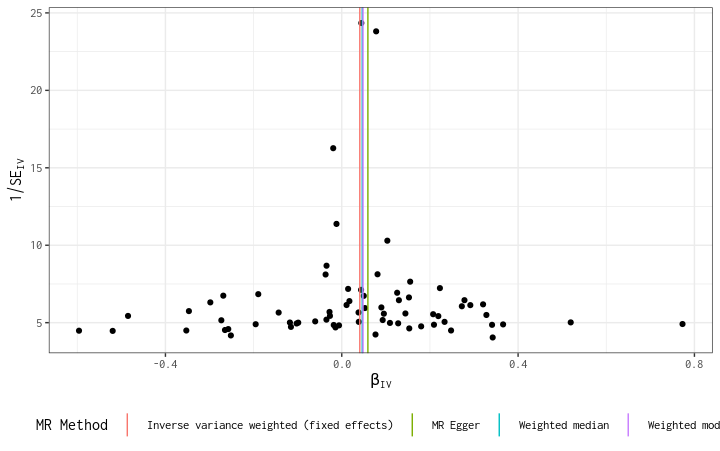 25
20
15
10
5
1/SE_IV
−0.4
0.0
0.4
0.8
β_IV
MR Method
Inverse variance weighted (fixed effects)
MR Egger
Weighted median
Weighted mod